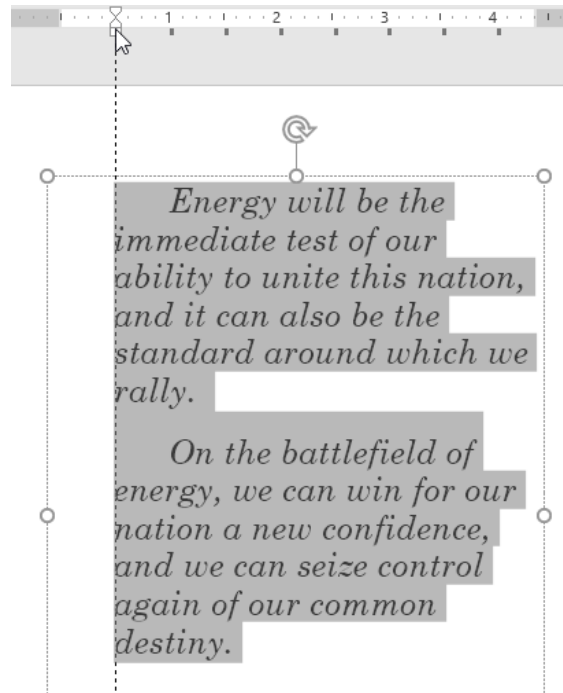 1 2 3 4
Energy will be the
immediate test of our
ability to unite this nation,
and it can also be the
standard around which we
rally.
On the battlefield of
energy, we can win for our
nation a new confidence,
and we can seize control
again of our common
destiny.